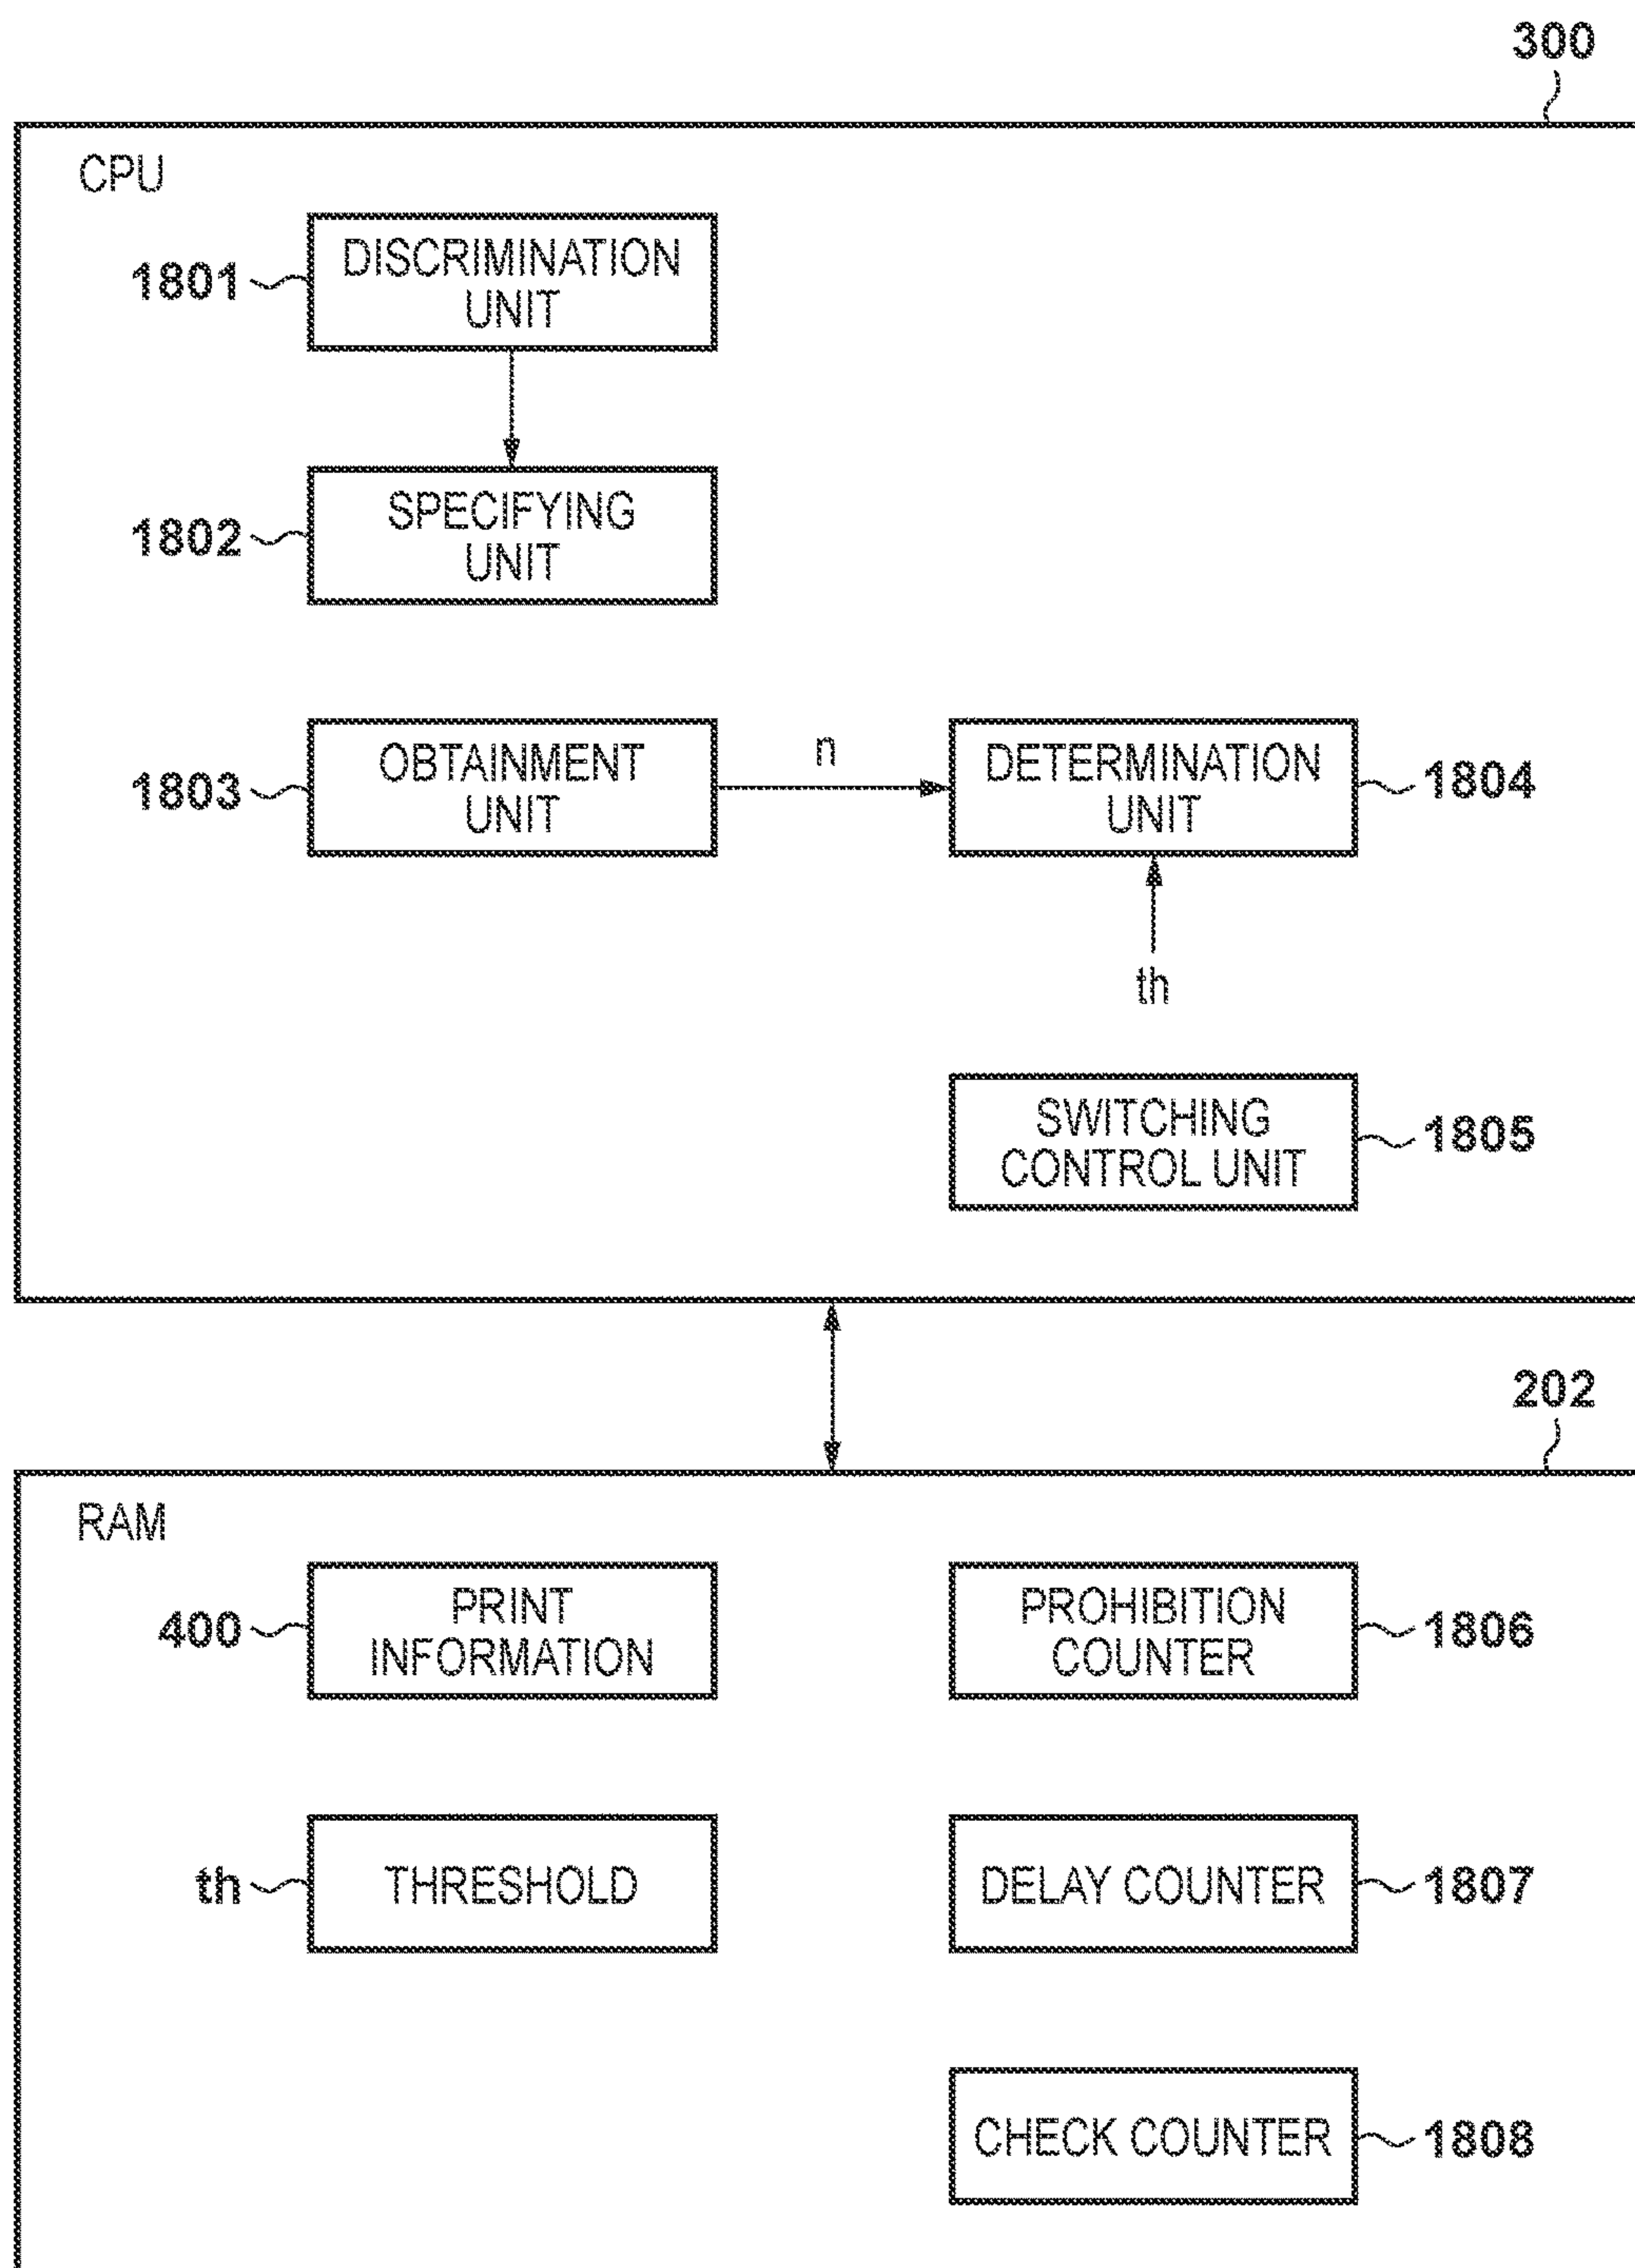 300
CPU
1801
DISCRIMINATION
UNIT
1802
SPECIFYING
UNIT
1803
OBTAINMENT
UNIT
n
DETERMINATION
UNIT
1804
th
SWITCHING
CONTROL UNIT
1805
202
RAM
400
PRINT
INFORMATION
PROHIBITION
COUNTER
1806
th
THRESHOLD
DELAY COUNTER
1807
CHECK COUNTER
1808